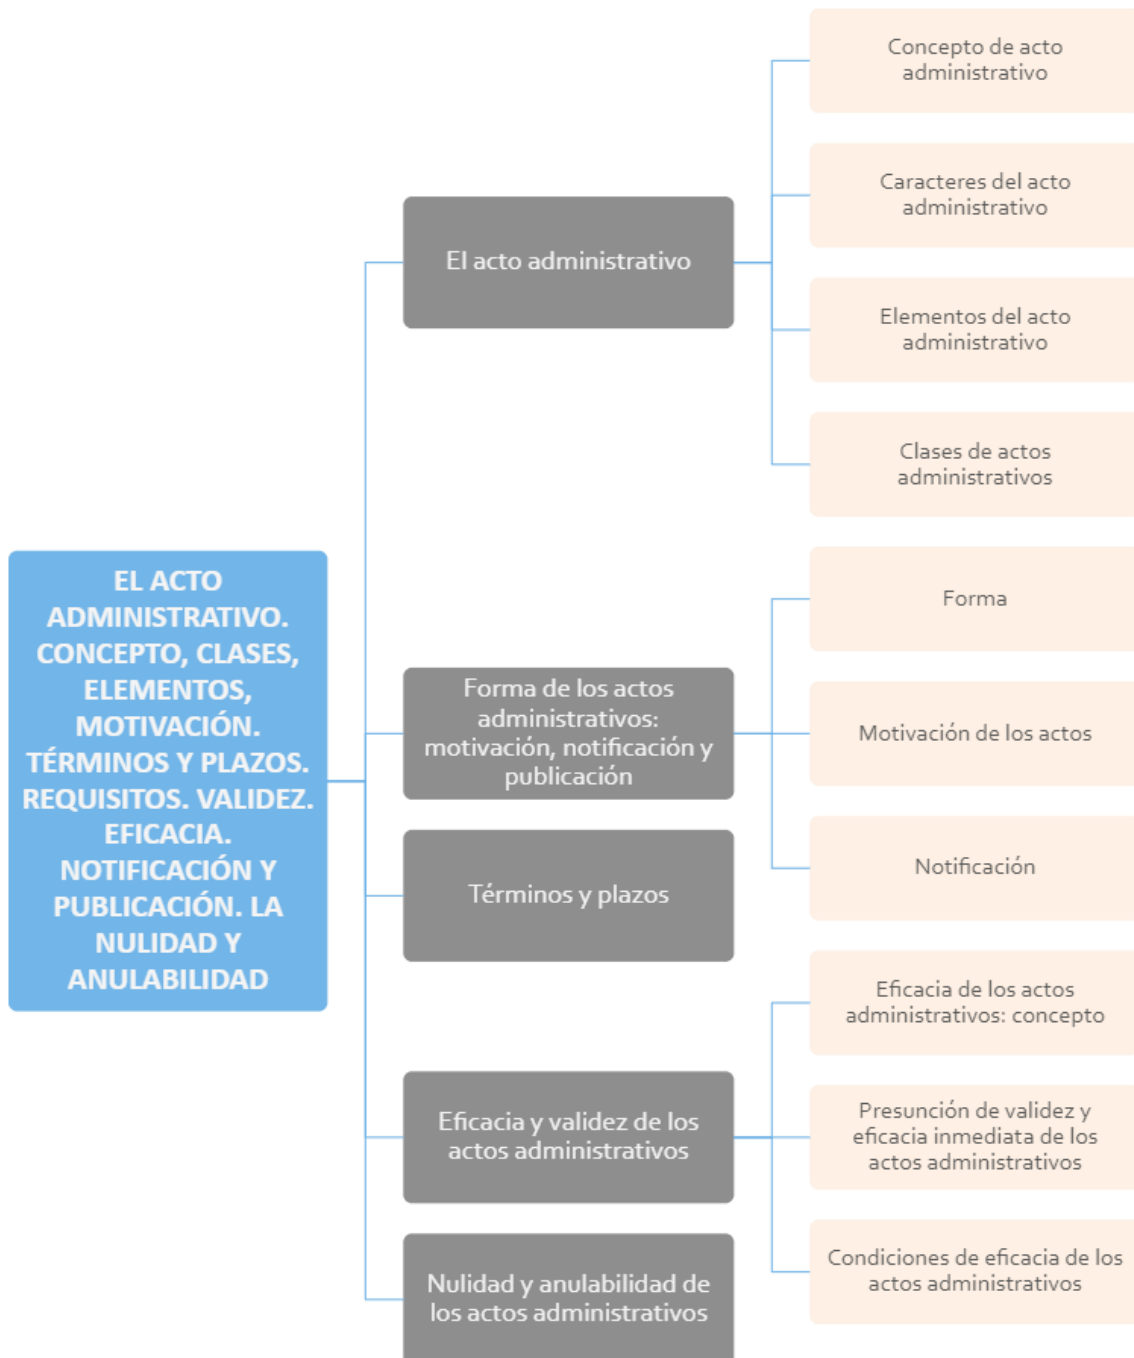 EL ACTO
ADMINISTRATIVO.
CONCEPTO, CLASES,
ELEMENTOS,
MOTIVACIÓN.
TÉRMINOS Y PLAZOS.
REQUISITOS. VALIDEZ.
EFICACIA.
NOTIFICACIÓN Y
PUBLICACIÓN. LA
NULIDAD Y
ANULABILIDAD
El acto administrativo
Concepto de acto
administrativo
Caracteres del acto
administrativo
Elementos del acto
administrativo
Clases de actos
administrativos
Forma de los actos
administrativos:
motivación, notificación y
publicación
Forma
Motivación de los actos
Notificación
Términos y plazos
Eficacia y validez de los
actos administrativos
Eficacia de los actos
administrativos: concepto
Presunción de validez y
eficacia inmediata de los
actos administrativos
Condiciones de eficacia de los
actos administrativos
Nulidad y anulabilidad de
los actos administrativos